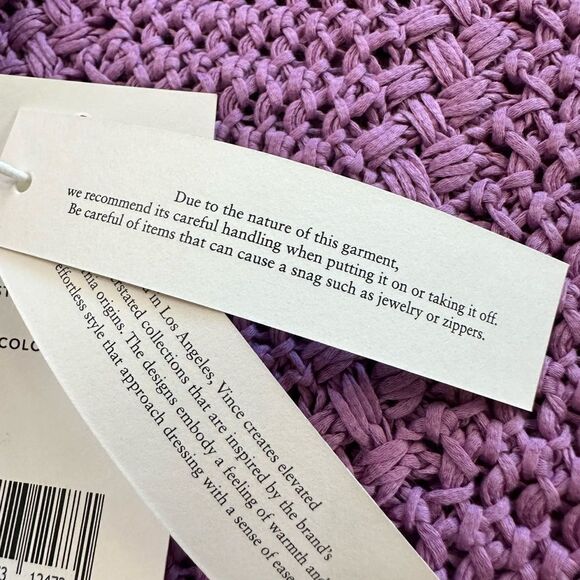 Due to the nature of this garment,
we recommend its careful handling when putting it on or taking it off.
Be careful of items that can cause a snag such as jewelry or zippers.
in Los Angeles, Vince creates elevated
collections that are inspired by the brand's
origins. The designs embody a feeling of warmth and
effortless style that approach dressing with a sense of ease
COLO
12473